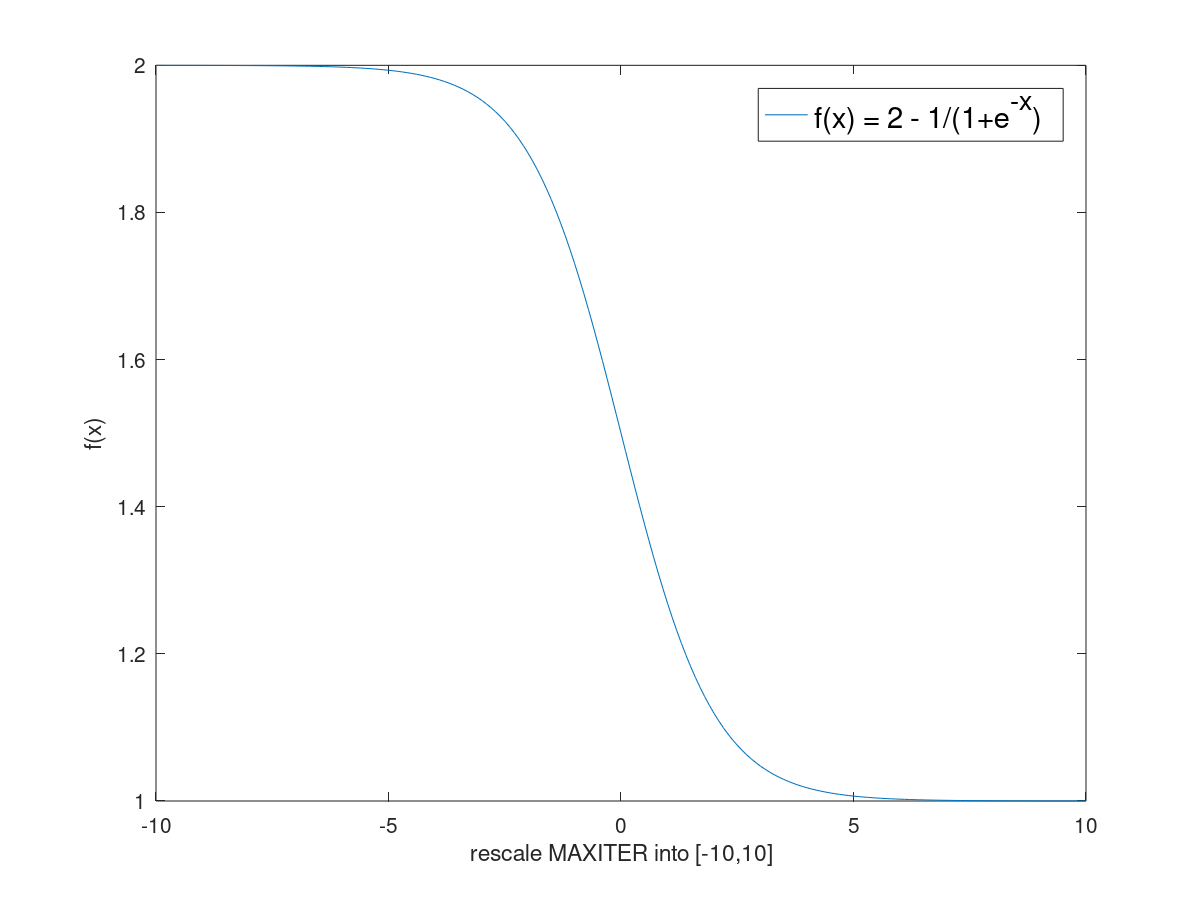 2
f(x) = 2 - 1/(1+e^-x)
1.8
1.6
f(x)
1.4
1.2
1
-10 -5 0 5 10
rescale MAXITER into [-10,10]